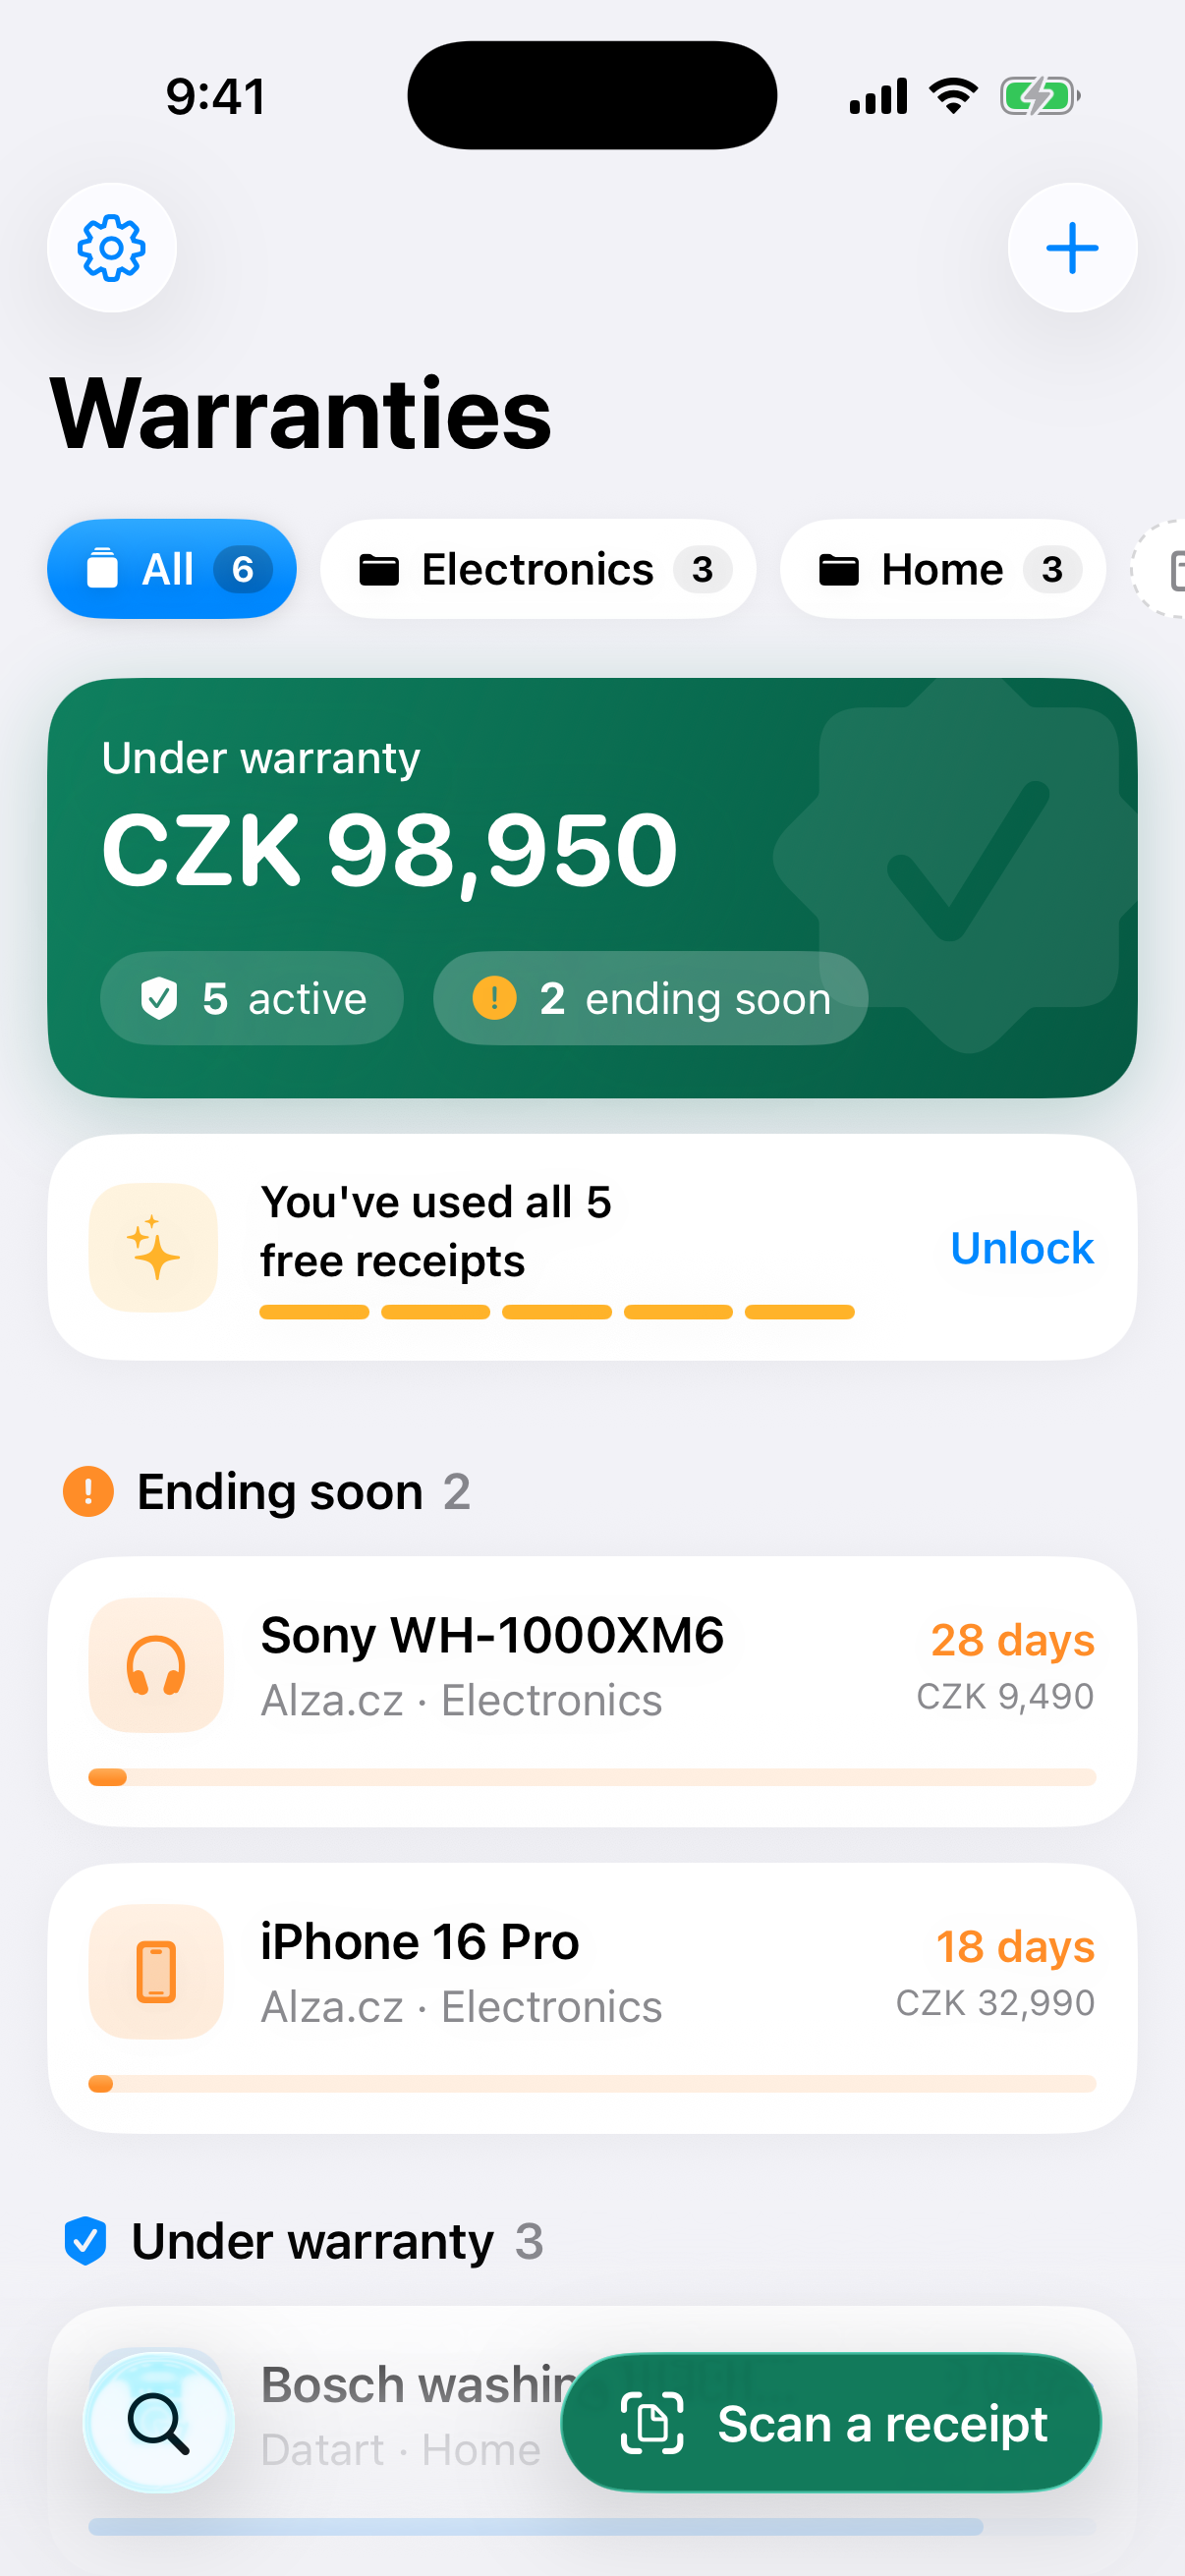 9:41
Warranties
All 6
Electronics 3
Home 3
Under warranty
CZK 98,950
5 active
2 ending soon
You've used all 5
free receipts
Unlock
Ending soon 2
Sony WH-1000XM6
28 days
Alza.cz · Electronics
CZK 9,490
iPhone 16 Pro
18 days
Alza.cz · Electronics
CZK 32,990
Under warranty 3
Bosch
Datart · Home
Scan a receipt